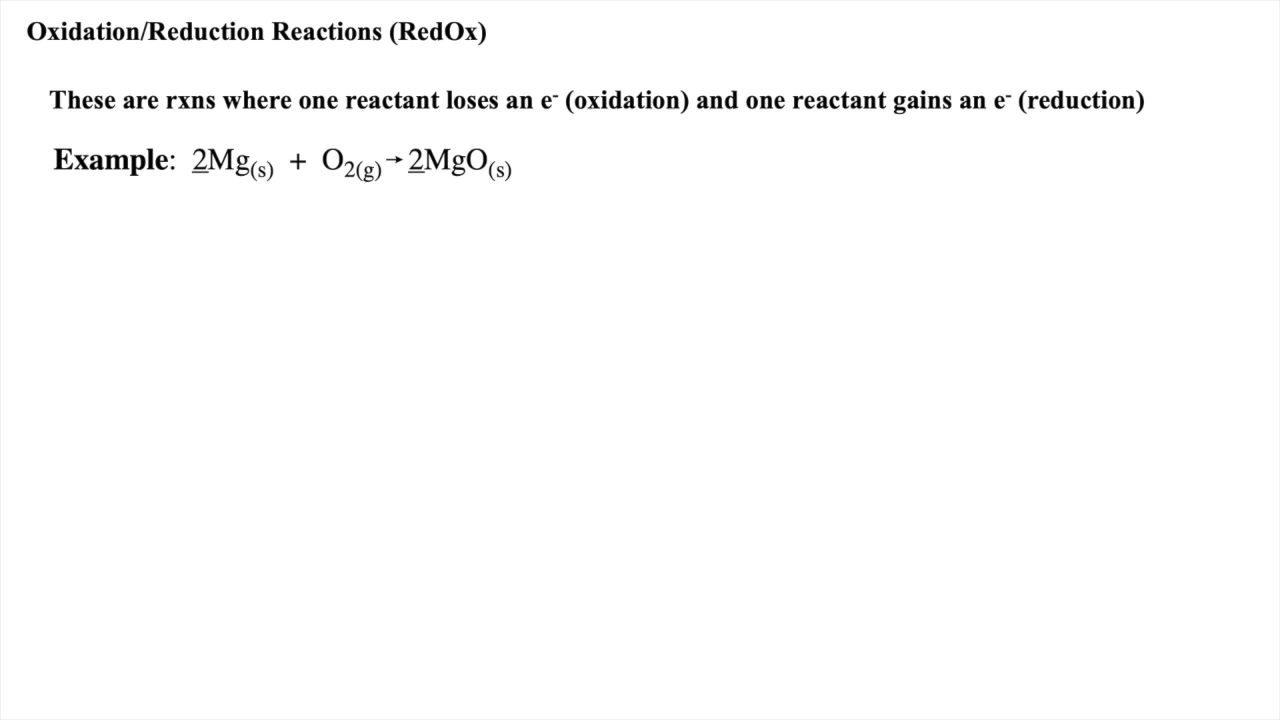 Oxidation/Reduction Reactions (RedOx)
These are rxns where one reactant loses an e⁻ (oxidation) and one reactant gains an e⁻ (reduction)
Example: 2Mg₍s₎ + O₂₍g₎→2MgO₍s₎